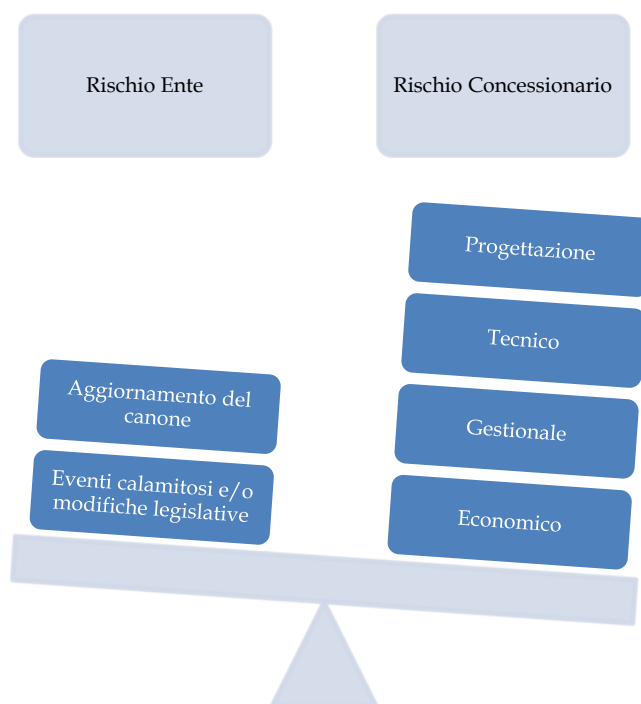 Rischio Ente
Rischio Concessionario
Progettazione
Tecnico
Gestionale
Economico
Aggiornamento del
canone
Eventi calamitosi e/o
modifiche legislative